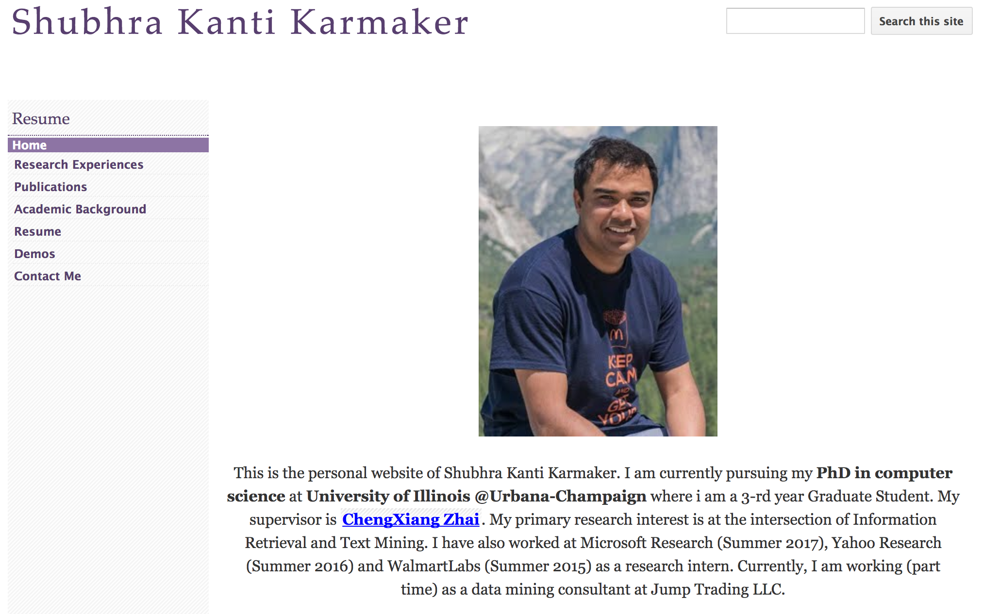 Shubhra Kanti Karmaker
Search this site
Resume
Home
Research Experiences
Publications
Academic Background
Resume
Demos
Contact Me
M
KEEP
CALM
AND
GET
YOUR
This is the personal website of Shubhra Kanti Karmaker. I am currently pursuing my PhD in computer
science at University of Illinois @Urbana-Champaign where i am a 3-rd year Graduate Student. My
supervisor is ChengXiang Zhai. My primary research interest is at the intersection of Information
Retrieval and Text Mining. I have also worked at Microsoft Research (Summer 2017), Yahoo Research
(Summer 2016) and WalmartLabs (Summer 2015) as a research intern. Currently, I am working (part
time) as a data mining consultant at Jump Trading LLC.